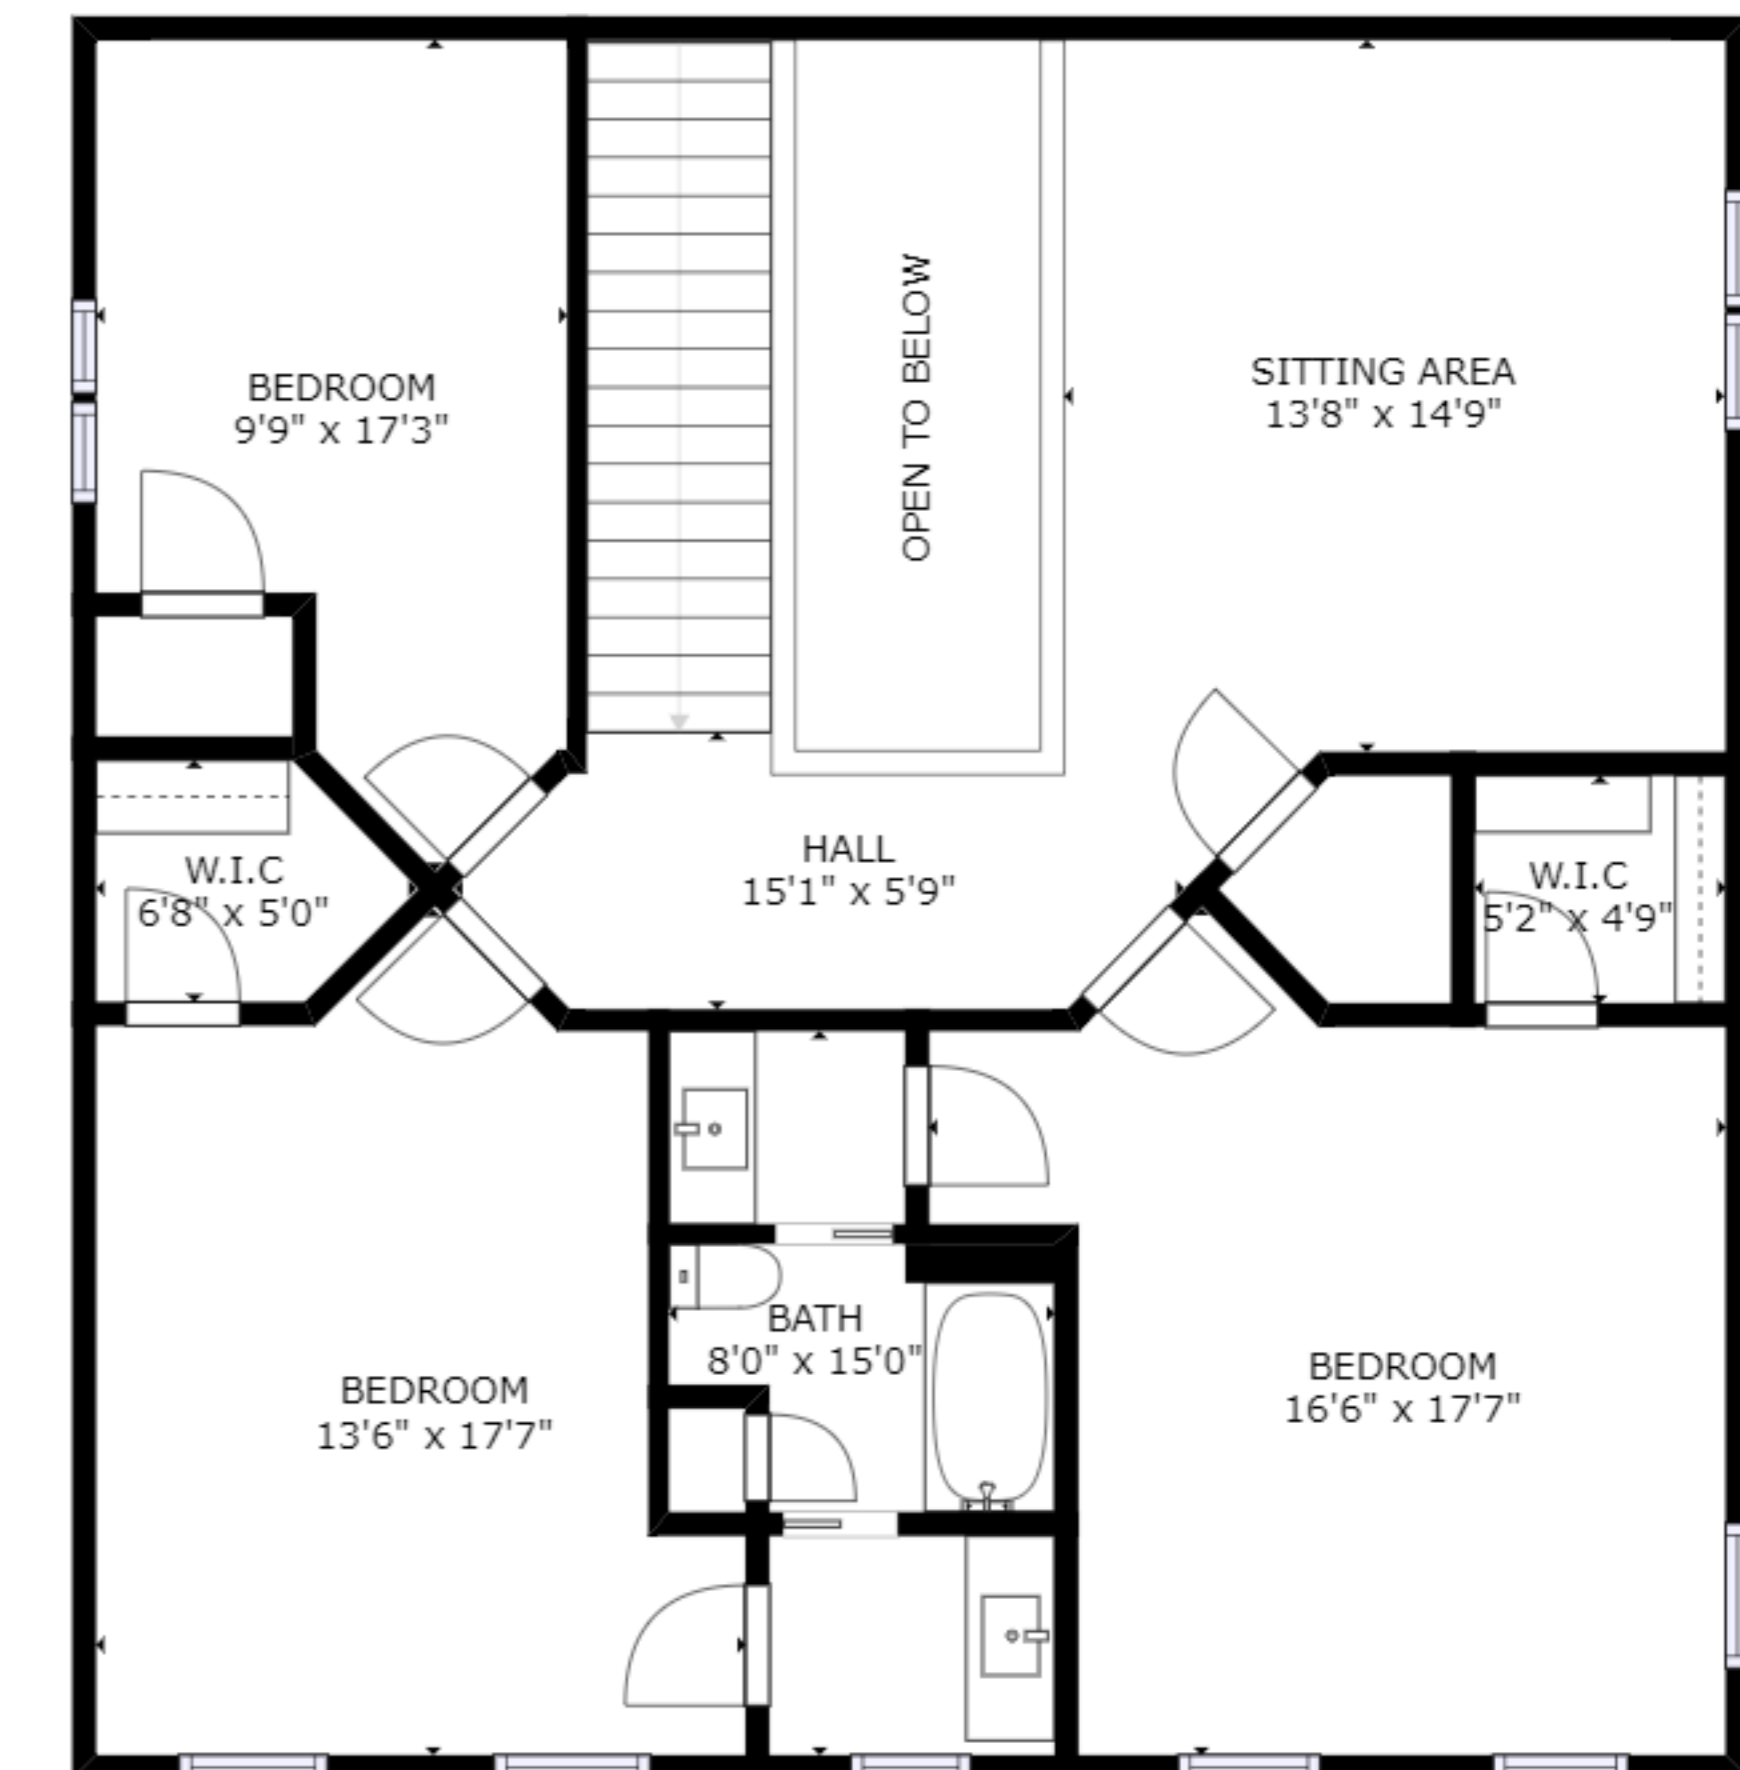 BEDROOM
9'9" x 17'3"
OPEN TO BELOW
SITTING AREA
13'8" x 14'9"
W.I.C
6'8" x 5'0"
HALL
15'1" x 5'9"
W.I.C
5'2" x 4'9"
BATH
8'0" x 15'0"
BEDROOM
13'6" x 17'7"
BEDROOM
16'6" x 17'7"